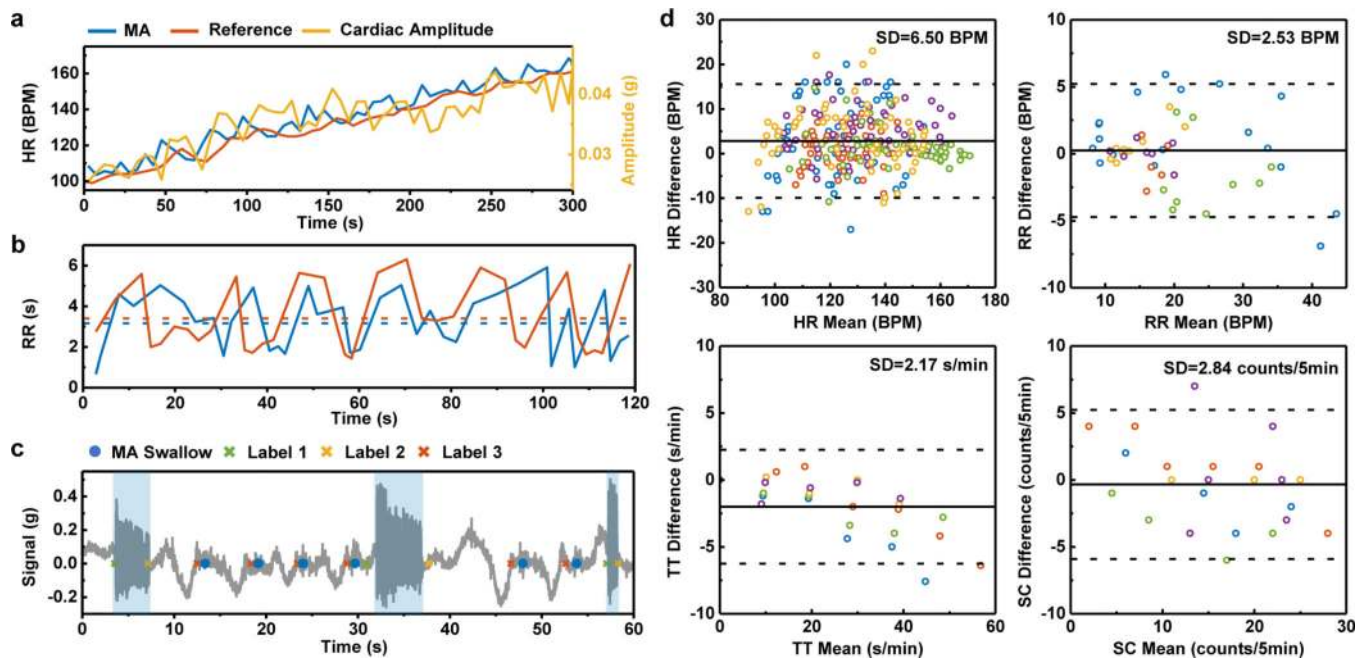 a
MA Reference Cardiac Amplitude
HR (BPM)
160
140
120
100
0.04
0.03
Amplitude (g)
0 50 100 150 200 250 300
Time (s)
b
RR (s)
6
4
2
0
0 20 40 60 80 100 120
Time (s)
c
MA Swallow Label 1 Label 2 Label 3
Signal (g)
0.4
0.2
0.0
-0.2
0 10 20 30 40 50 60
Time (s)
d
SD=6.50 BPM
HR Difference (BPM)
30
20
10
0
-10
-20
-30
80 100 120 140 160 180
HR Mean (BPM)
SD=2.53 BPM
RR Difference (BPM)
10
5
0
-5
-10
10 20 30 40
RR Mean (BPM)
SD=2.17 s/min
TT Difference (s/min)
10
5
0
-5
-10
0 20 40 60
TT Mean (s/min)
SD=2.84 counts/5min
SC Difference (counts/5min)
10
5
0
-5
-10
0 10 20 30
SC Mean (counts/5min)